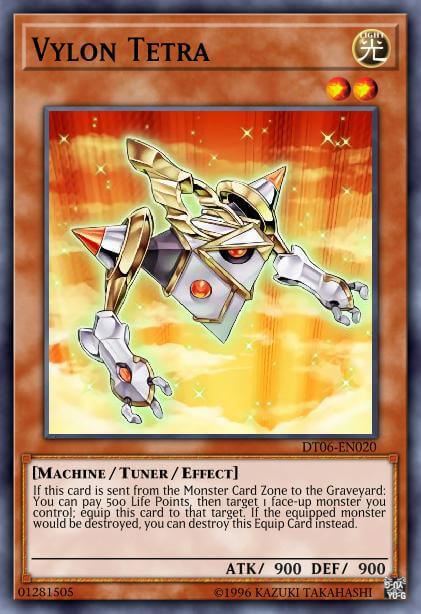 VYLON TETRA
LIGHT
光
DT06-EN020
[MACHINE / TUNER / EFFECT]
If this card is sent from the Monster Card Zone to the Graveyard:
You can pay 500 Life Points, then target 1 face-up monster you
control; equip this card to that target. If the equipped monster
would be destroyed, you can destroy this Equip Card instead.
ATK/ 900 DEF/ 900
01281505
©1996 KAZUKI TAKAHASHI